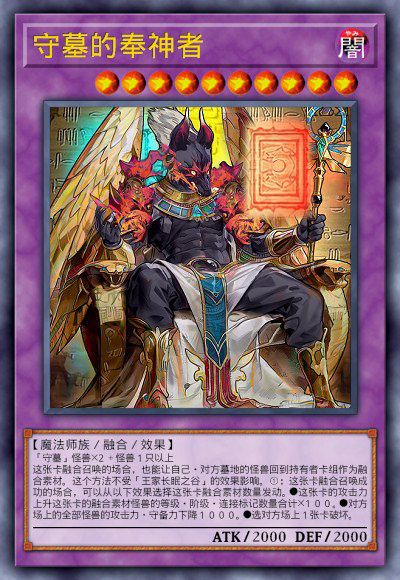 守墓的奉神者
やみ
闇
【魔法师族／融合／效果】
「守墓」怪兽×2 +怪兽1只以上
这张卡融合召唤的场合，也能让自己·对方墓地的怪兽回到持有者卡组作为融
合素材。这个方法不受「王家长眠之谷」的效果影响。①：这张卡融合召唤成
功的场合，可以从以下效果选择这张卡融合素材数量发动。●这张卡的攻击力
上升这张卡的融合素材怪兽的等级·阶级·连接标记数量合计×100。●对方
场上的全部怪兽的攻击力·守备力下降1000。●选对方场上1张卡破坏。
ATK/2000 DEF/2000